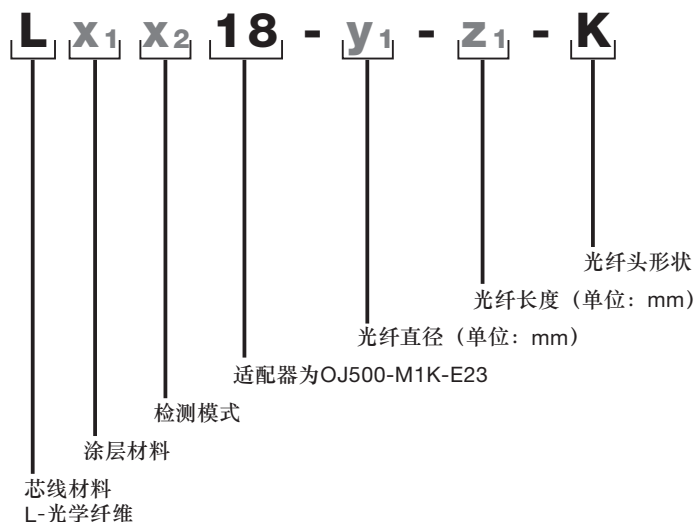 L x1 x2 18 - y1 - z1 - K
光纤头形状
光纤长度（单位：mm）
光纤直径（单位：mm）
适配器为OJ500-M1K-E23
检测模式
涂层材料
芯线材料
L-光学纤维